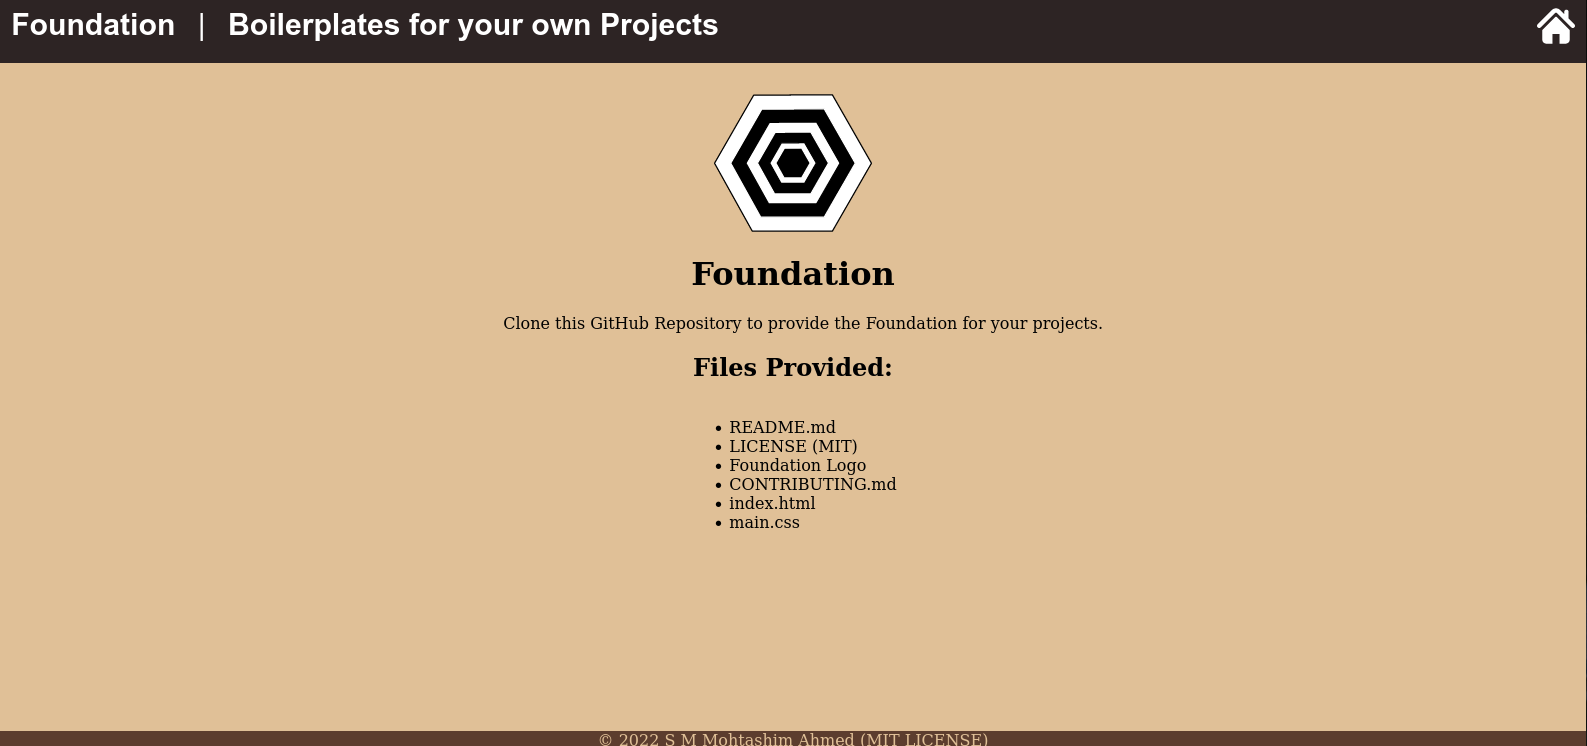 Foundation | Boilerplates for your own Projects
Foundation
Clone this GitHub Repository to provide the Foundation for your projects.
Files Provided:
• README.md
• LICENSE (MIT)
• Foundation Logo
• CONTRIBUTING.md
• index.html
• main.css
© 2022 S M Mohtashim Ahmed (MIT LICENSE)